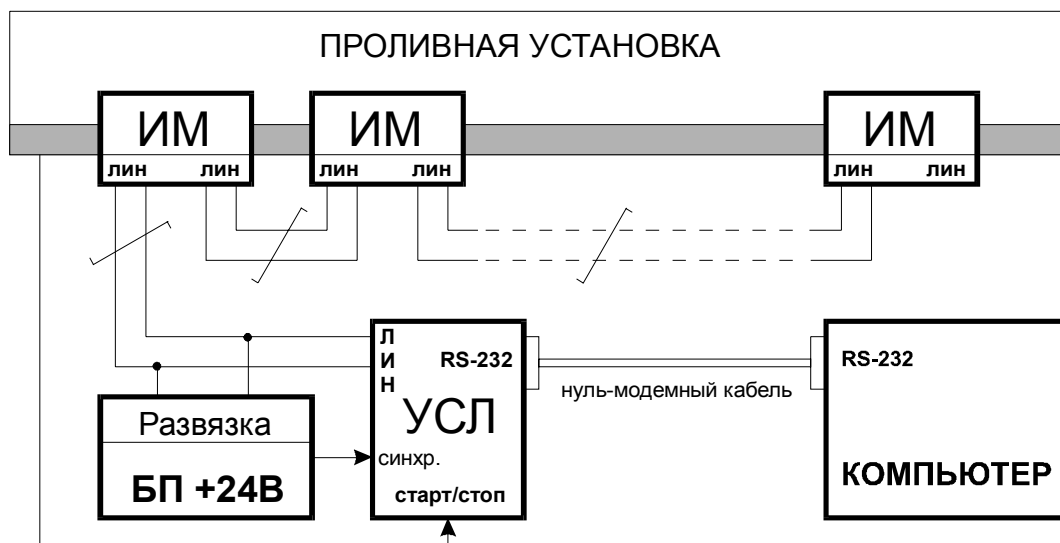 ПРОЛИВНАЯ УСТАНОВКА
ИМ
ИМ
ИМ
лин
лин
лин
лин
лин
лин
Л
И
Н
RS-232
RS-232
нуль-модемный кабель
УСЛ
Развязка
синхр.
БП +24В
КОМПЬЮТЕР
старт/стоп